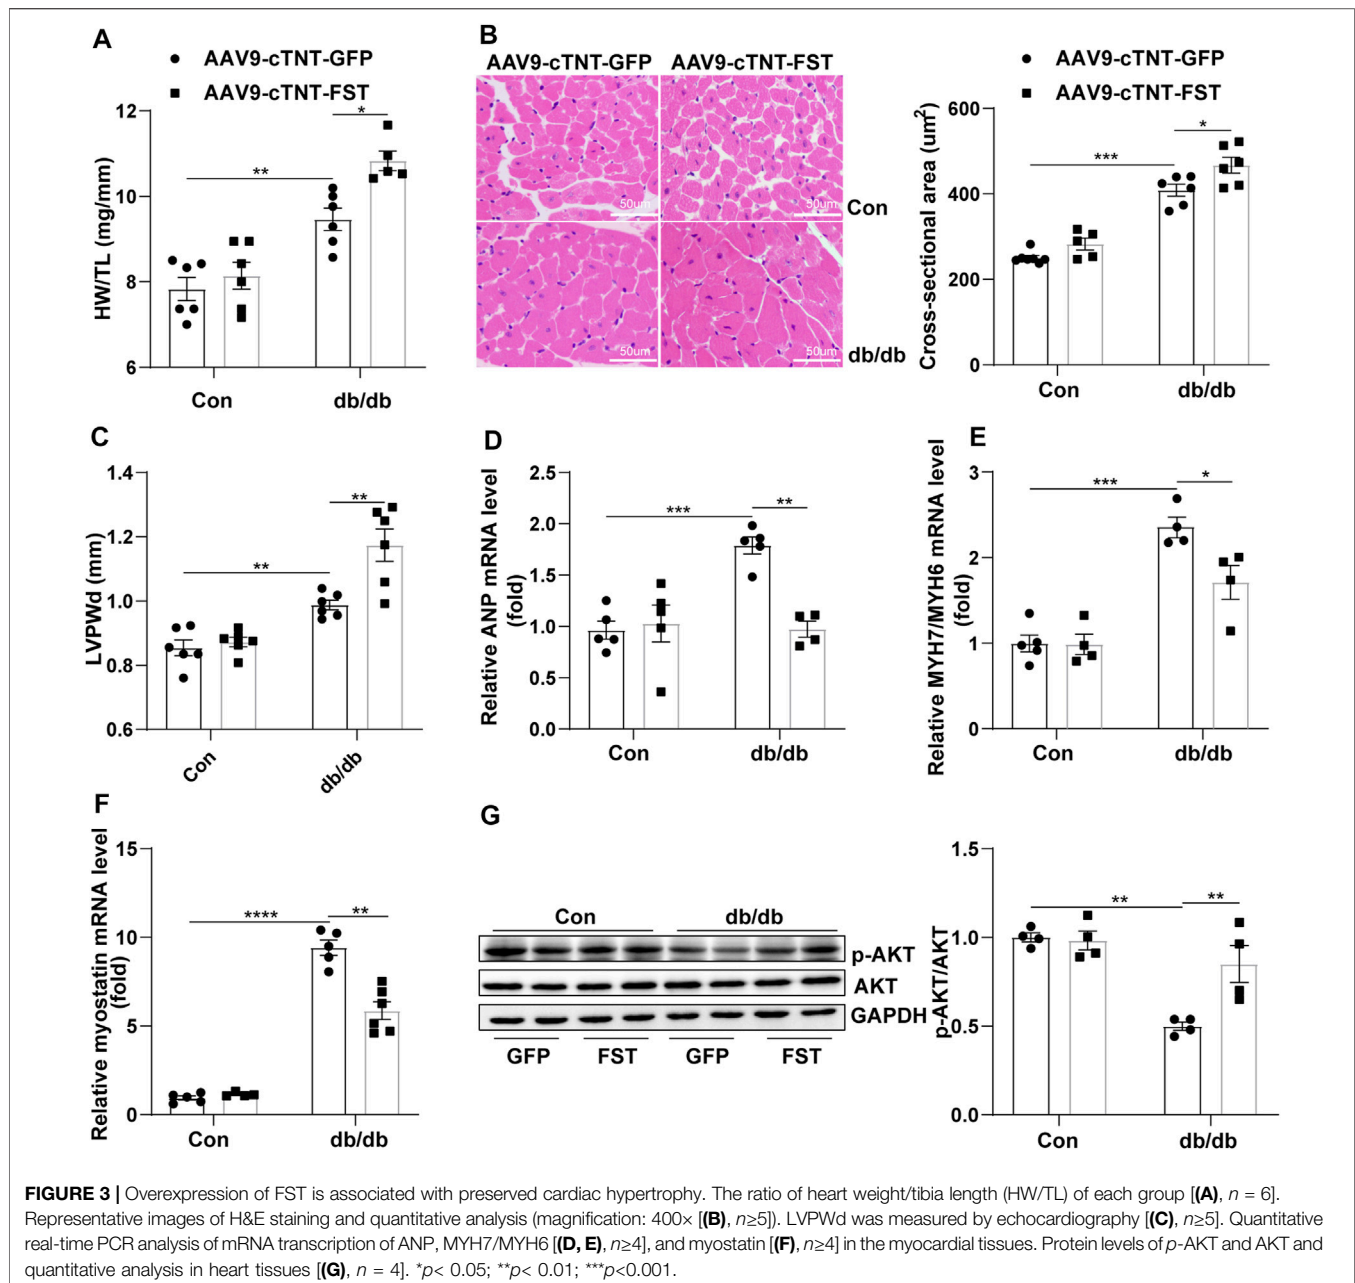 A
AAV9-cTNT-GFP
AAV9-cTNT-FST
HW/TL (mg/mm)
12
10
8
6
**
*
Con
db/db
B
AAV9-cTNT-GFP AAV9-cTNT-FST
50um
50um
Con
50um
50um
db/db
AAV9-cTNT-GFP
AAV9-cTNT-FST
Cross-sectional area (um²)
600
400
200
0
***
*
Con
db/db
C
LVPWd (mm)
1.4
1.2
1.0
0.8
0.6
**
**
Con
db/db
D
Relative ANP mRNA level
(fold)
2.5
2.0
1.5
1.0
0.5
0.0
***
**
Con
db/db
E
Relative MYH7/MYH6 mRNA level
(fold)
3
2
1
0
***
*
Con
db/db
F
Relative myostatin mRNA level
(fold)
15
10
5
0
****
**
Con
db/db
G
Con
db/db
p-AKT
AKT
GAPDH
GFP FST GFP FST
p-AKT/AKT
1.5
1.0
0.5
0.0
**
**
Con
db/db
FIGURE 3 | Overexpression of FST is associated with preserved cardiac hypertrophy. The ratio of heart weight/tibia length (HW/TL) of each group [(A), n = 6].
Representative images of H&E staining and quantitative analysis (magnification: 400× [(B), n≥5]). LVPWd was measured by echocardiography [(C), n≥5]. Quantitative
real-time PCR analysis of mRNA transcription of ANP, MYH7/MYH6 [(D, E), n≥4], and myostatin [(F), n≥4] in the myocardial tissues. Protein levels of p-AKT and AKT and
quantitative analysis in heart tissues [(G), n = 4]. *p< 0.05; **p< 0.01; ***p<0.001.